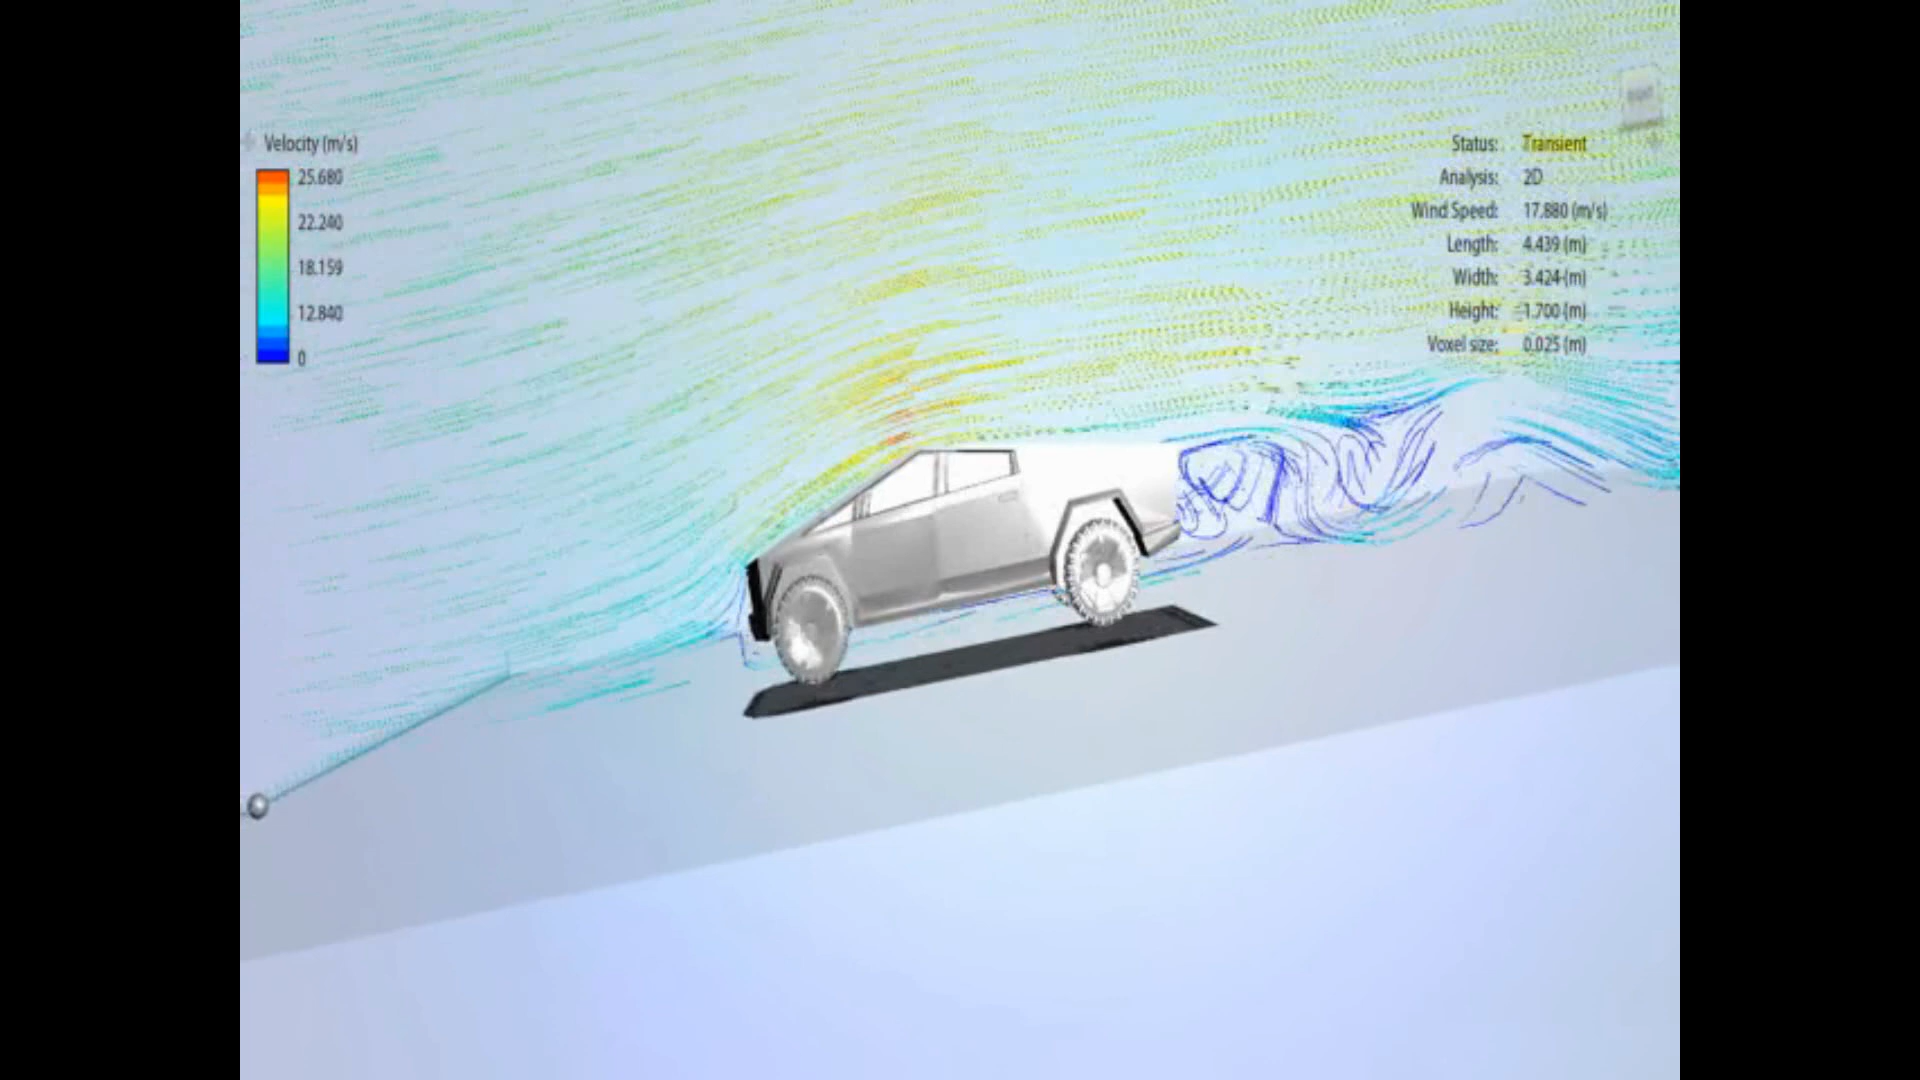 Velocity (m/s)
25.680
22.240
18.159
12.840
0
Status: Transient
Analysis: 2D
Wind Speed: 17.880 (m/s)
Length: 4.439 (m)
Width: 3.424 (m)
Height: 1.700 (m)
Voxel size: 0.025 (m)